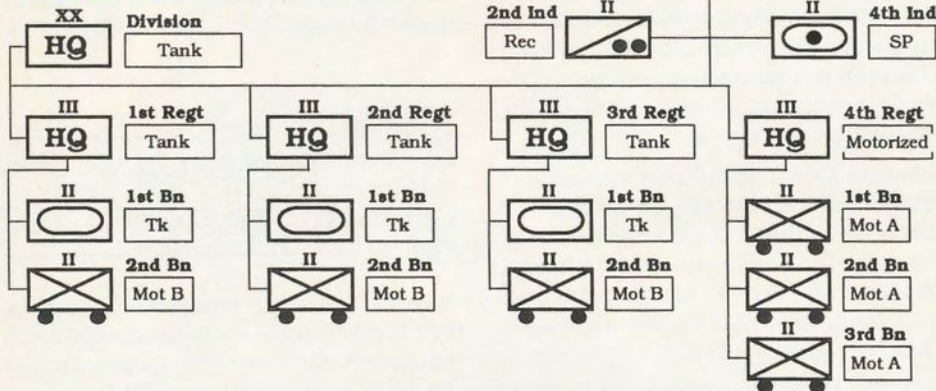 XX Division
HQ Tank
2nd Ind II
Rec
II 4th Ind
SP
III 1st Regt
HQ Tank
III 2nd Regt
HQ Tank
III 3rd Regt
HQ Tank
III 4th Regt
HQ Motorized
II 1st Bn
Tk
II 1st Bn
Tk
II 1st Bn
Tk
II 1st Bn
Mot A
II 2nd Bn
Mot B
II 2nd Bn
Mot B
II 2nd Bn
Mot B
II 2nd Bn
Mot A
II 3rd Bn
Mot A